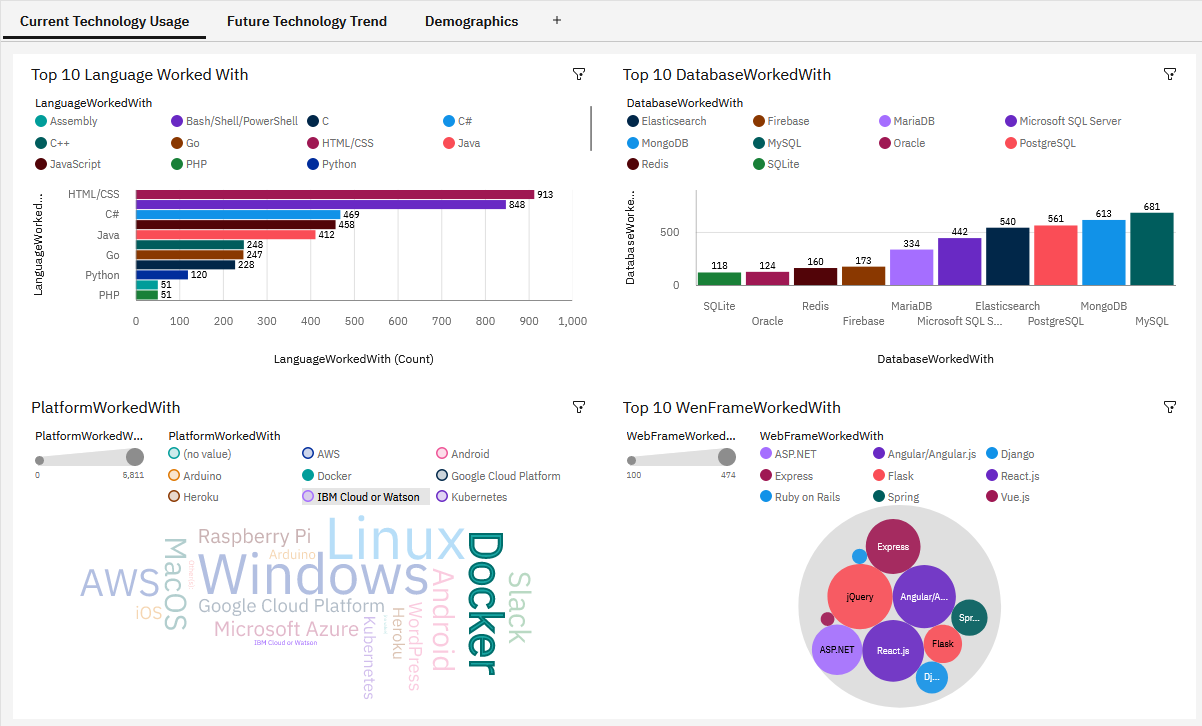 Current Technology Usage Future Technology Trend Demographics +
Top 10 Language Worked With
LanguageWorkedWith
Assembly Bash/Shell/PowerShell C C#
C++ Go HTML/CSS Java
JavaScript PHP Python
LanguageWorked...
HTML/CSS 913
848
C# 469
458
Java 412
248
Go 247
228
Python 120
51
PHP 51
0 100 200 300 400 500 600 700 800 900 1,000
LanguageWorkedWith (Count)
Top 10 DatabaseWorkedWith
DatabaseWorkedWith
Elasticsearch Firebase MariaDB Microsoft SQL Server
MongoDB MySQL Oracle PostgreSQL
Redis SQLite
DatabaseWorke...
500
0
118 124 160 173 334 442 540 561 613 681
SQLite Redis MariaDB Elasticsearch MongoDB
Oracle Firebase Microsoft SQL S... PostgreSQL MySQL
DatabaseWorkedWith
PlatformWorkedWith
PlatformWorkedW...
0 6,811
PlatformWorkedWith
(no value) AWS Android
Arduino Docker Google Cloud Platform
Heroku IBM Cloud or Watson Kubernetes
Linux
Raspberry Pi
Arduino
Windows
MacOS
AWS
iOS
Google Cloud Platform
Microsoft Azure
IBM Cloud or Watson
Kubernetes
Heroku
WordPress
Android
Docker
Slack
Top 10 WenFrameWorkedWith
WebFrameWorked...
100 474
WebFrameWorkedWith
ASP.NET Angular/Angular.js Django
Express Flask React.js
Ruby on Rails Spring Vue.js
Express
jQuery
Angular/A...
Spr...
Flask
ASP.NET
React.js
Dj...